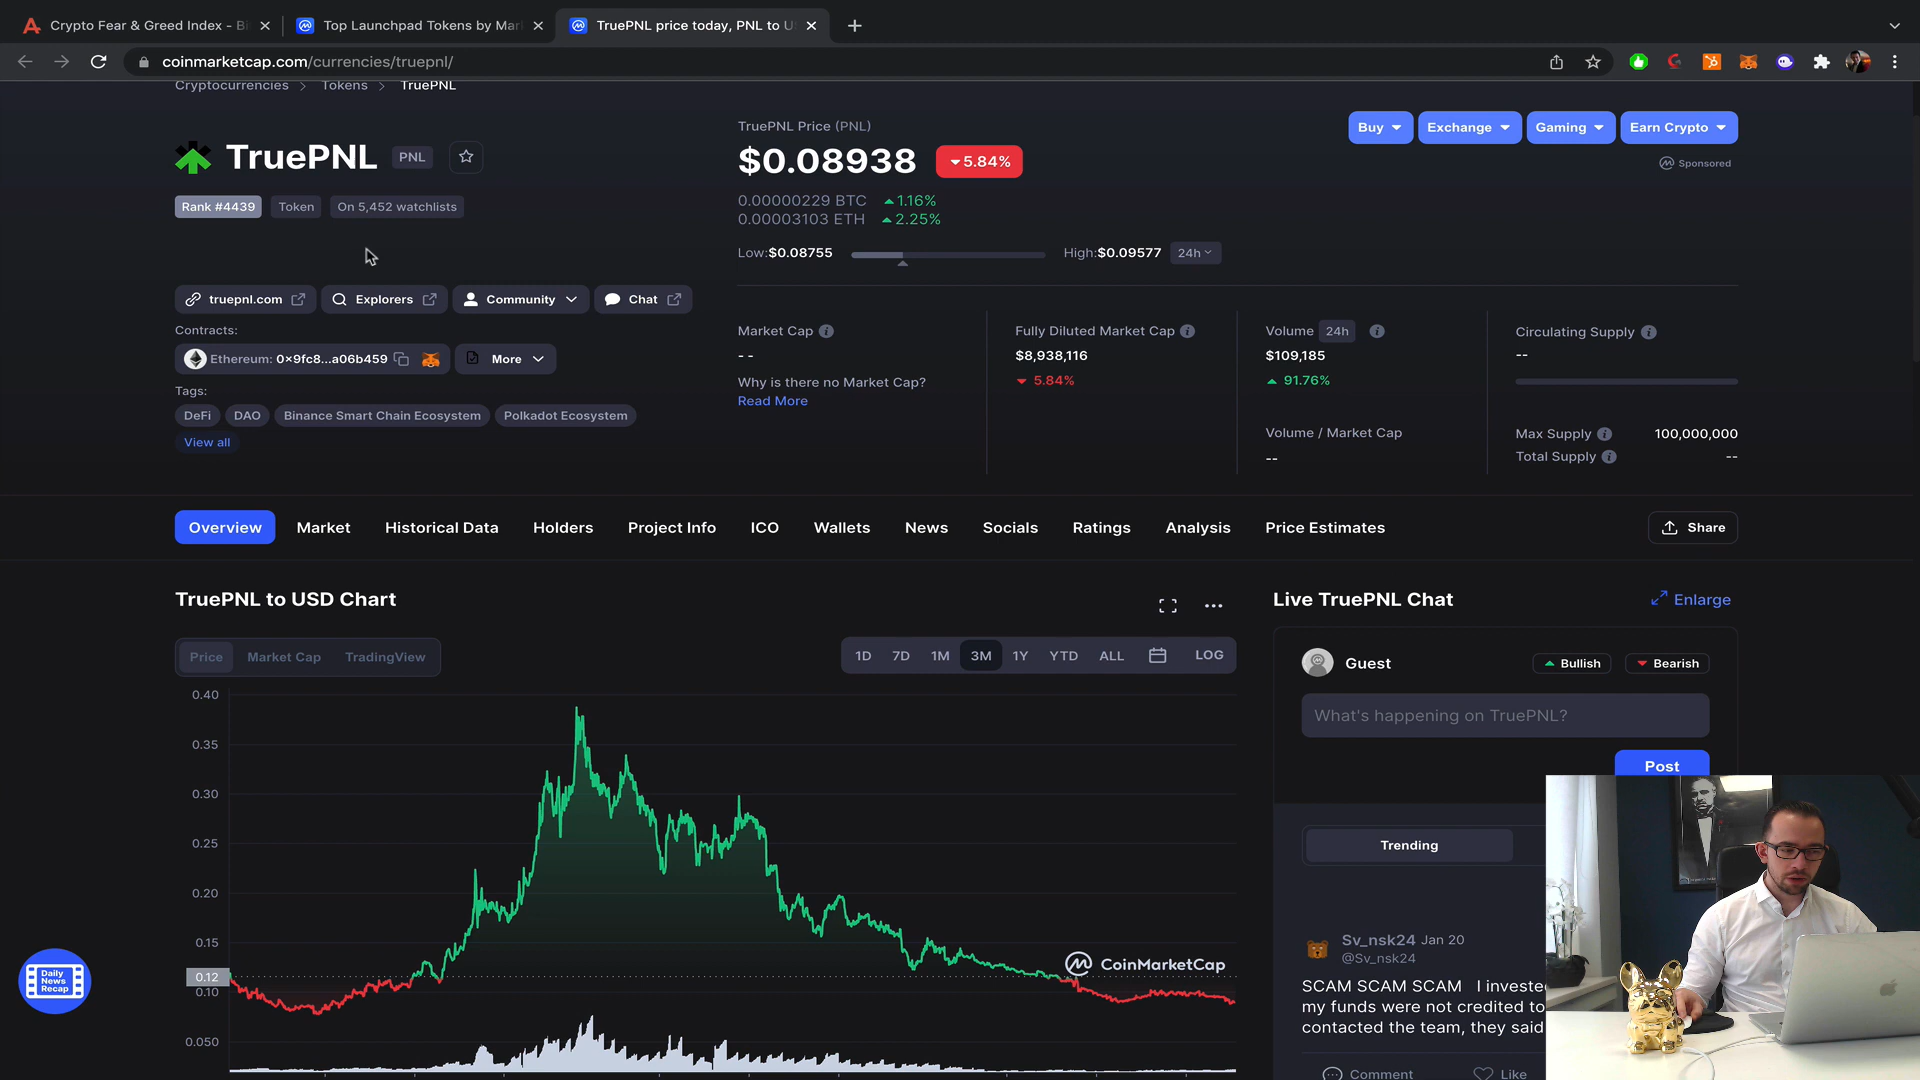 Crypto Fear & Greed Index - Bi
Top Launchpad Tokens by Mar
TruePNL price today, PNL to U
coinmarketcap.com/currencies/truepnl/
Cryptocurrencies > Tokens > TruePNL
TruePNL PNL
Rank #4439 Token On 5,452 watchlists
truepnl.com Explorers Community Chat
Contracts:
Ethereum: 0×9fc8...a06b459 More
Tags:
DeFi DAO Binance Smart Chain Ecosystem Polkadot Ecosystem
View all
TruePNL Price (PNL)
$0.08938 5.84%
0.00000229 BTC 1.16%
0.00003103 ETH 2.25%
Low:$0.08755 High:$0.09577 24h
Buy Exchange Gaming Earn Crypto
Sponsored
Market Cap
- -
Why is there no Market Cap?
Read More
Fully Diluted Market Cap
$8,938,116
5.84%
Volume 24h
$109,185
91.76%
Volume / Market Cap
--
Circulating Supply
--
Max Supply 100,000,000
Total Supply --
Overview Market Historical Data Holders Project Info ICO Wallets News Socials Ratings Analysis Price Estimates Share
TruePNL to USD Chart
Price Market Cap TradingView
1D 7D 1M 3M 1Y YTD ALL LOG
0.40
0.35
0.30
0.25
0.20
0.15
0.12
0.10
0.050
CoinMarketCap
Live TruePNL Chat
Enlarge
Guest Bullish Bearish
What's happening on TruePNL?
Post
Trending
Sv_nsk24 Jan 20
@Sv_nsk24
SCAM SCAM SCAM I investe
my funds were not credited to
contacted the team, they said
Comment Like
Daily
News
Recap